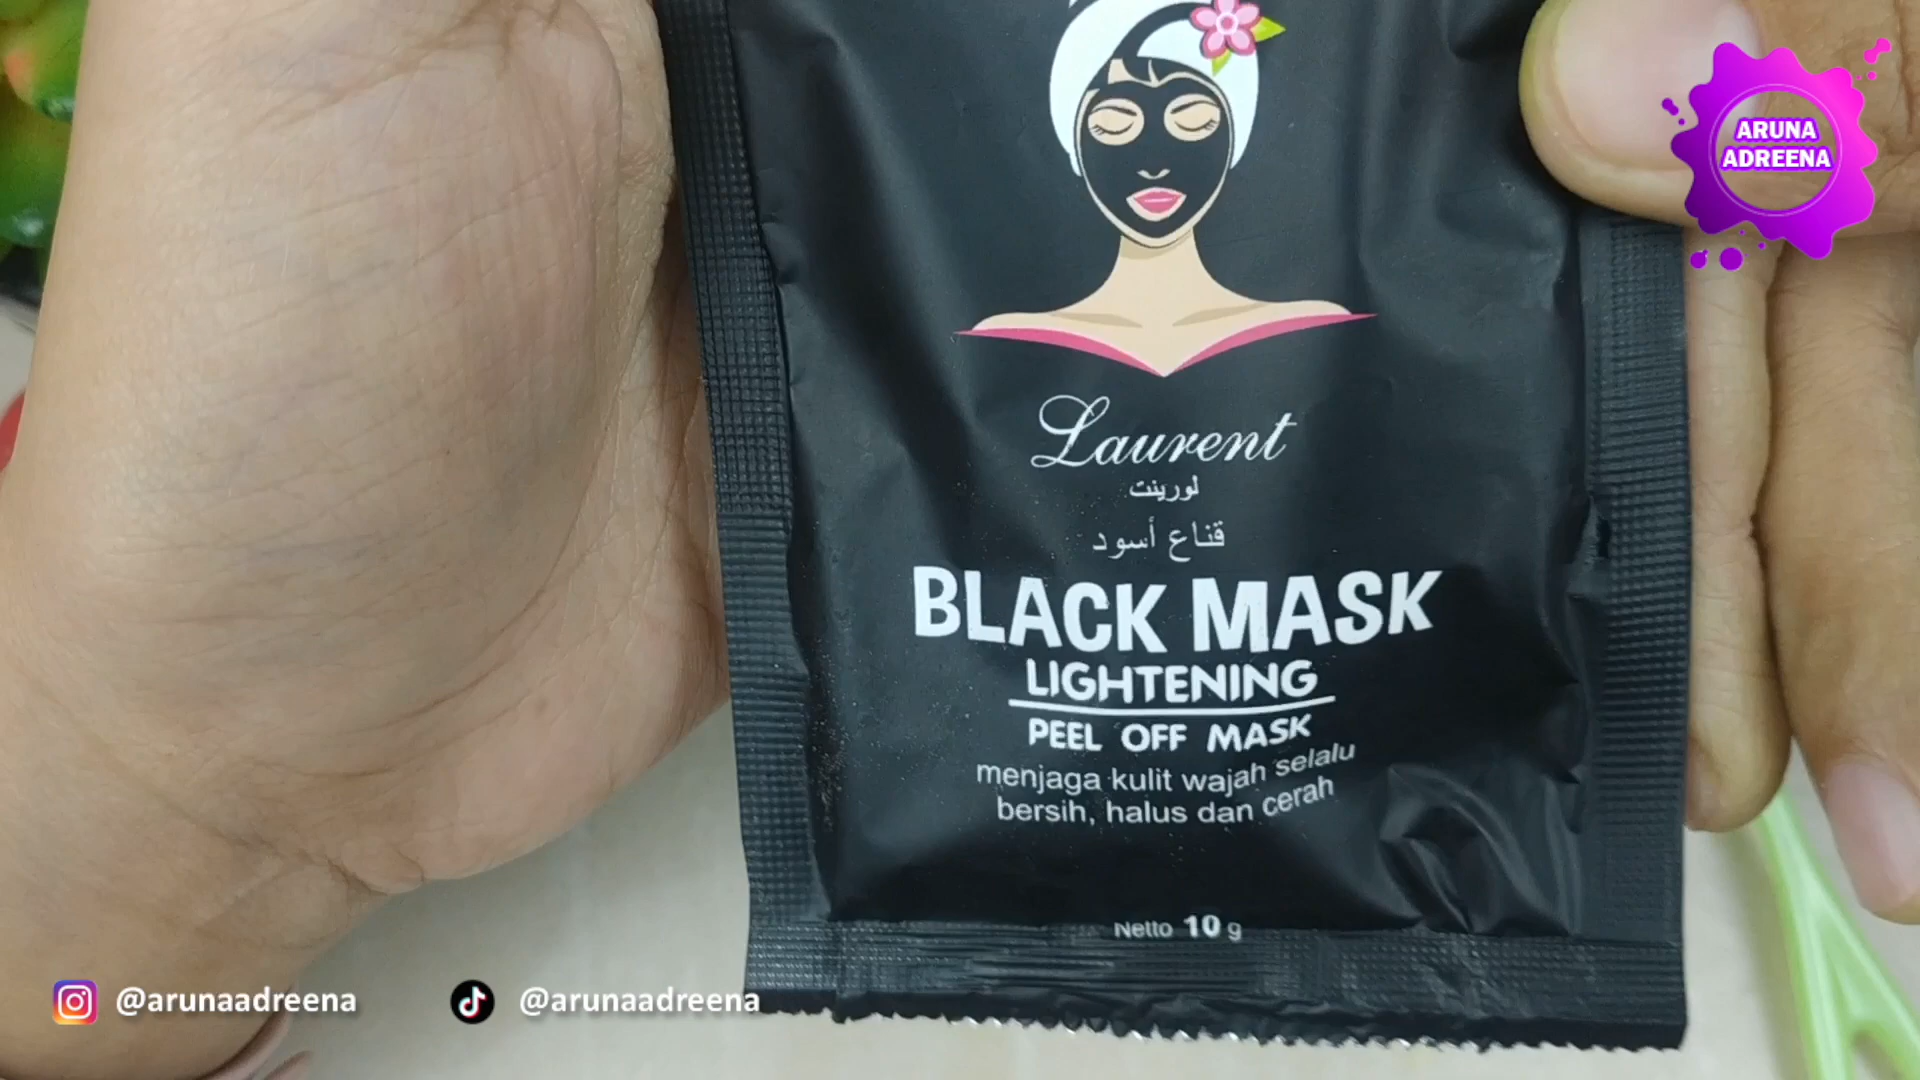 ARUNA
ADREENA
Laurent
لورينت
قناع أسود
BLACK MASK
LIGHTENING
PEEL OFF MASK
menjaga kulit wajah selalu
bersih, halus dan cerah
Netto 10 g
@arunaadreena
@arunaadreena